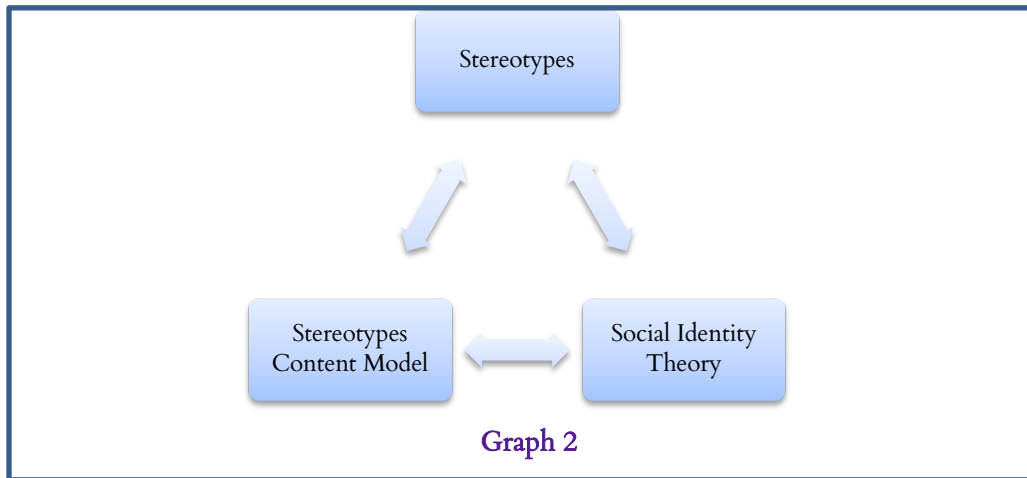 Stereotypes
Stereotypes
Content Model
Social Identity
Theory
Graph 2